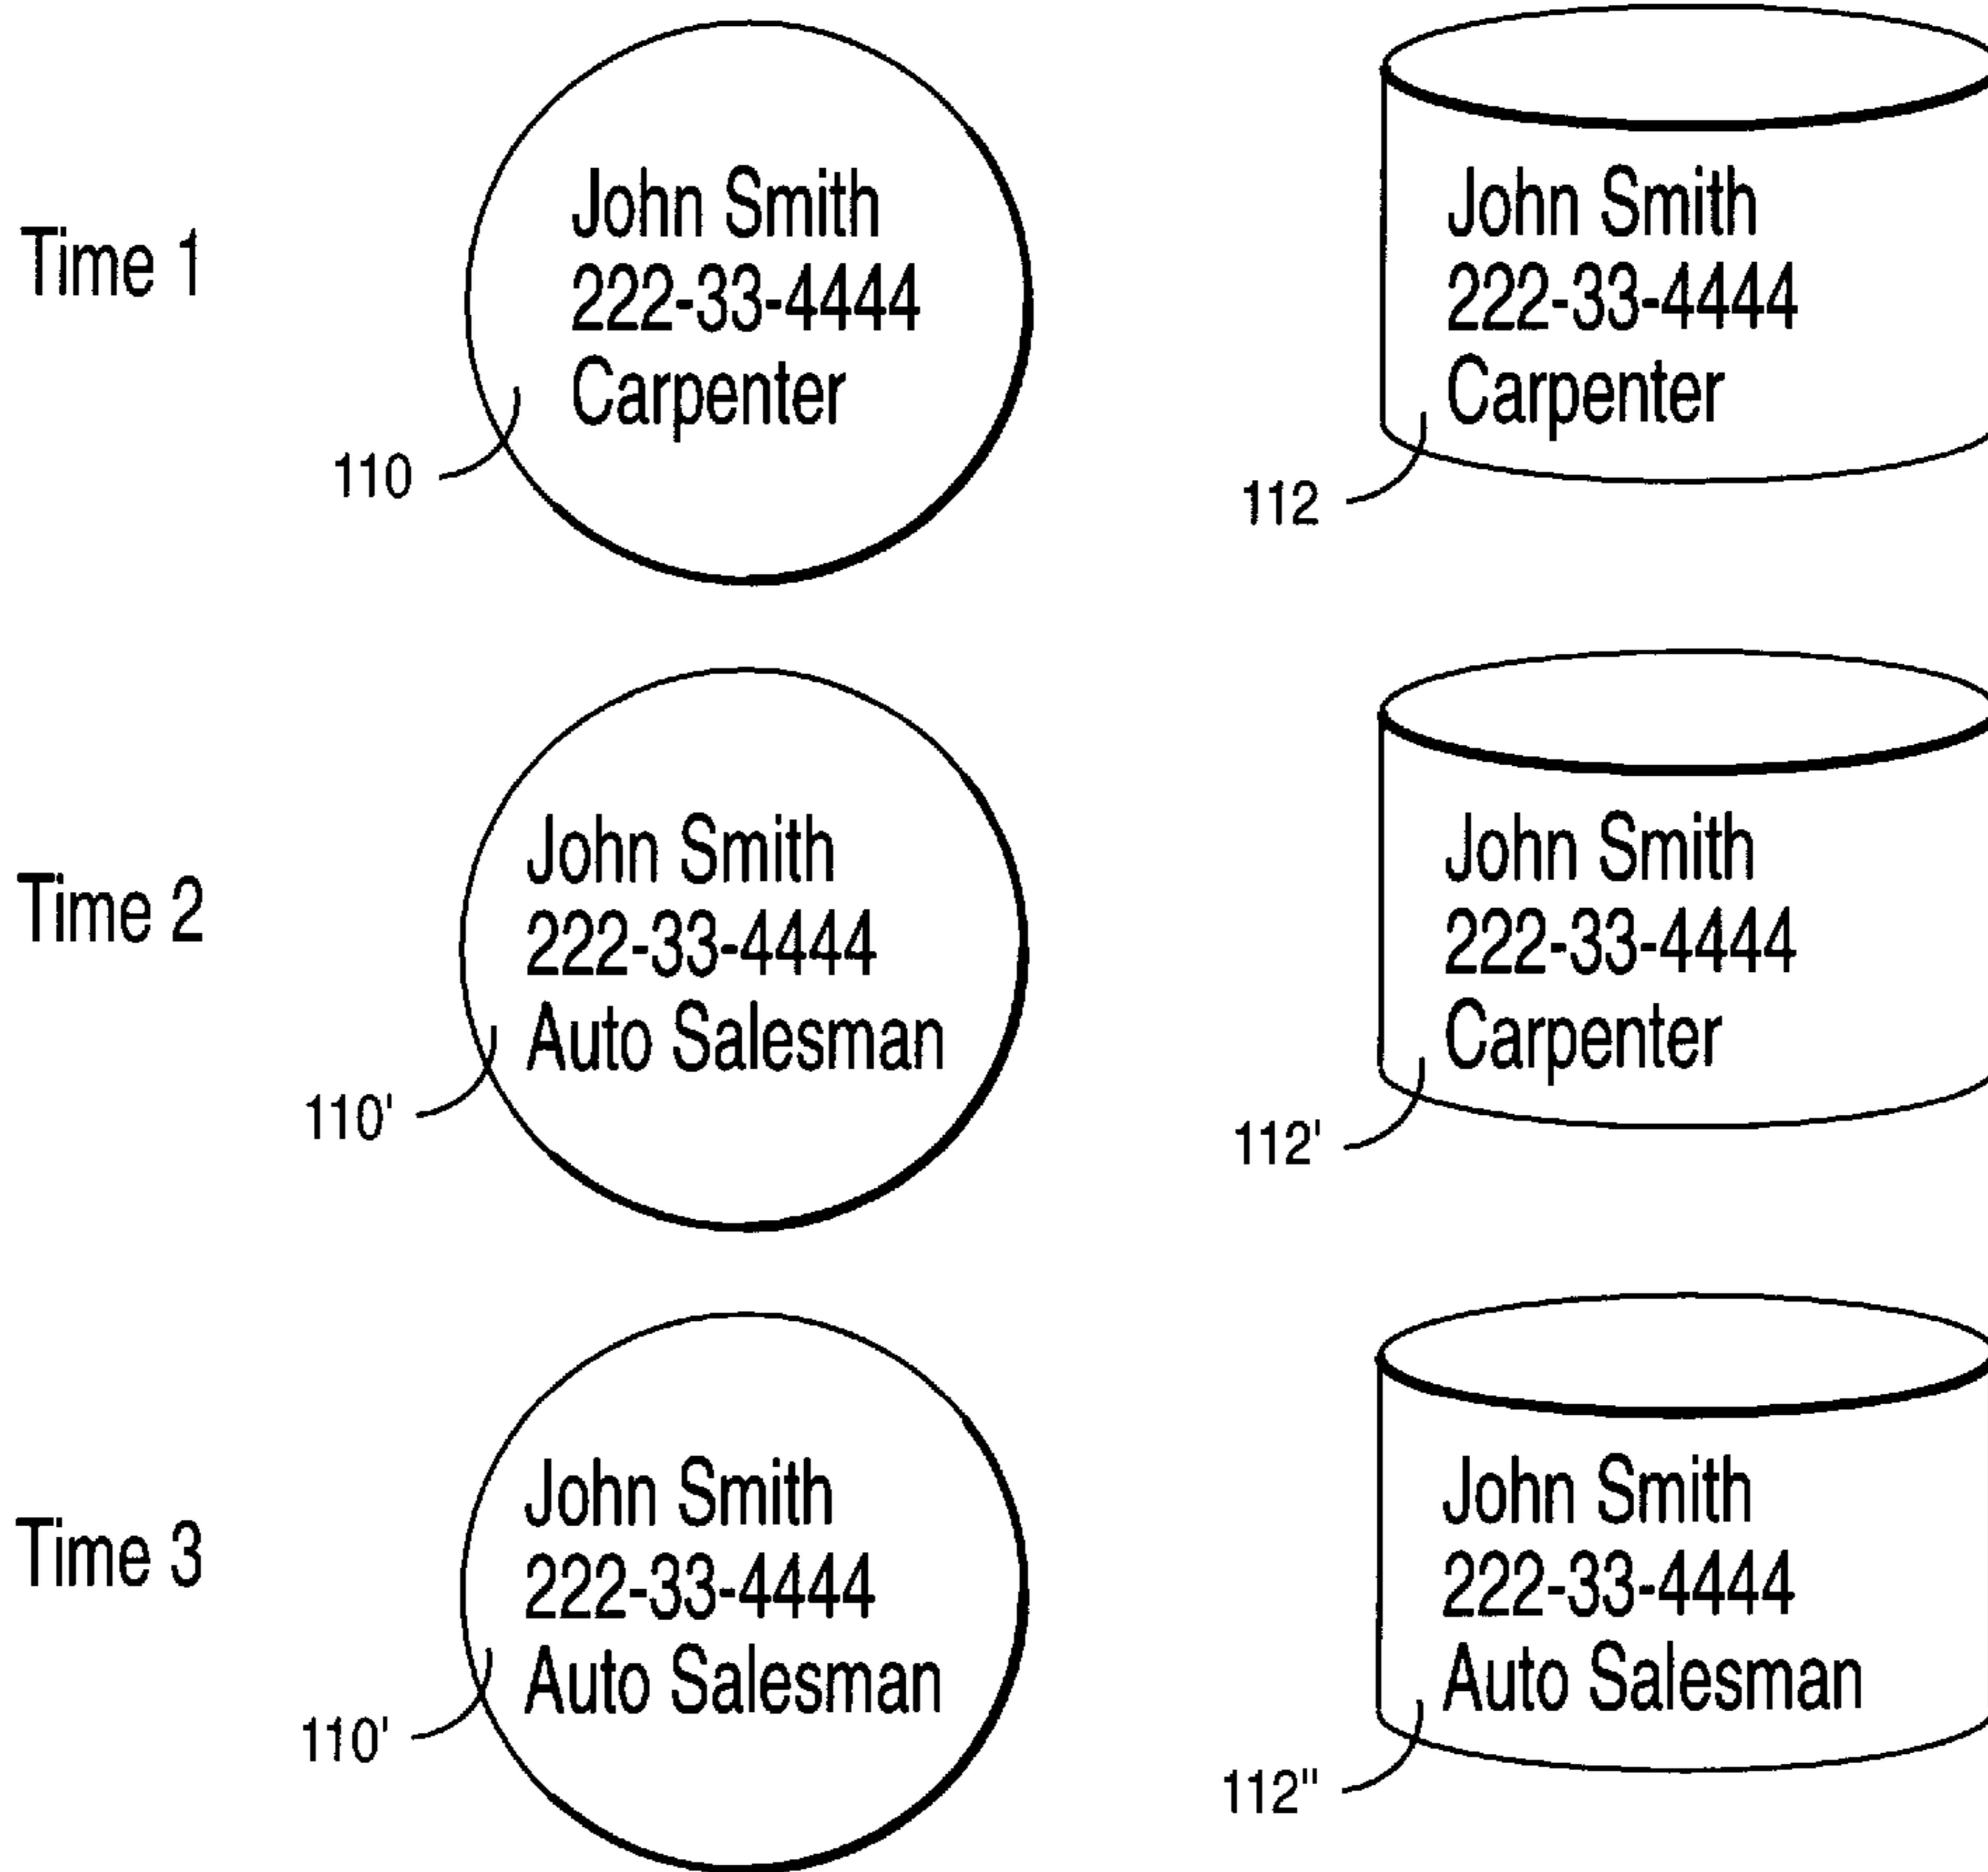 Time 1
John Smith
222-33-4444
Carpenter
110
John Smith
222-33-4444
Carpenter
112
Time 2
John Smith
222-33-4444
Auto Salesman
110'
John Smith
222-33-4444
Carpenter
112'
Time 3
John Smith
222-33-4444
Auto Salesman
110'
John Smith
222-33-4444
Auto Salesman
112"